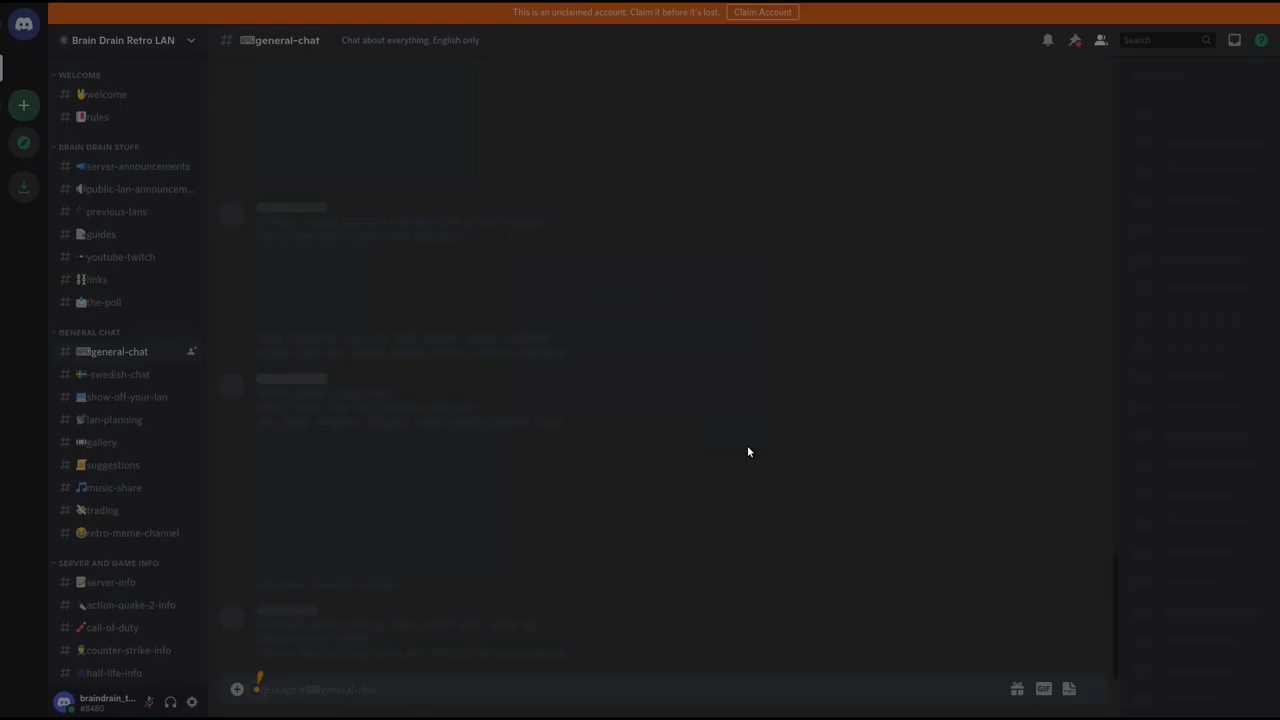 This is an unclaimed account. Claim it before it's lost. Claim Account
Brain Drain Retro LAN
general-chat Chat about everything, English only
Search
WELCOME
welcome
rules
BRAIN DRAIN STUFF
server-announcements
public-lan-announcem...
previous-lans
guides
youtube-twitch
links
the-poll
GENERAL CHAT
general-chat
-swedish-chat
show-off-your-lan
lan-planning
gallery
suggestions
music-share
trading
retro-meme-channel
SERVER AND GAME INFO
server-info
action-quake-2-info
call-of-duty
counter-strike-info
half-life-info
Message #general-chat
GIF
braindrain_t...
#8480